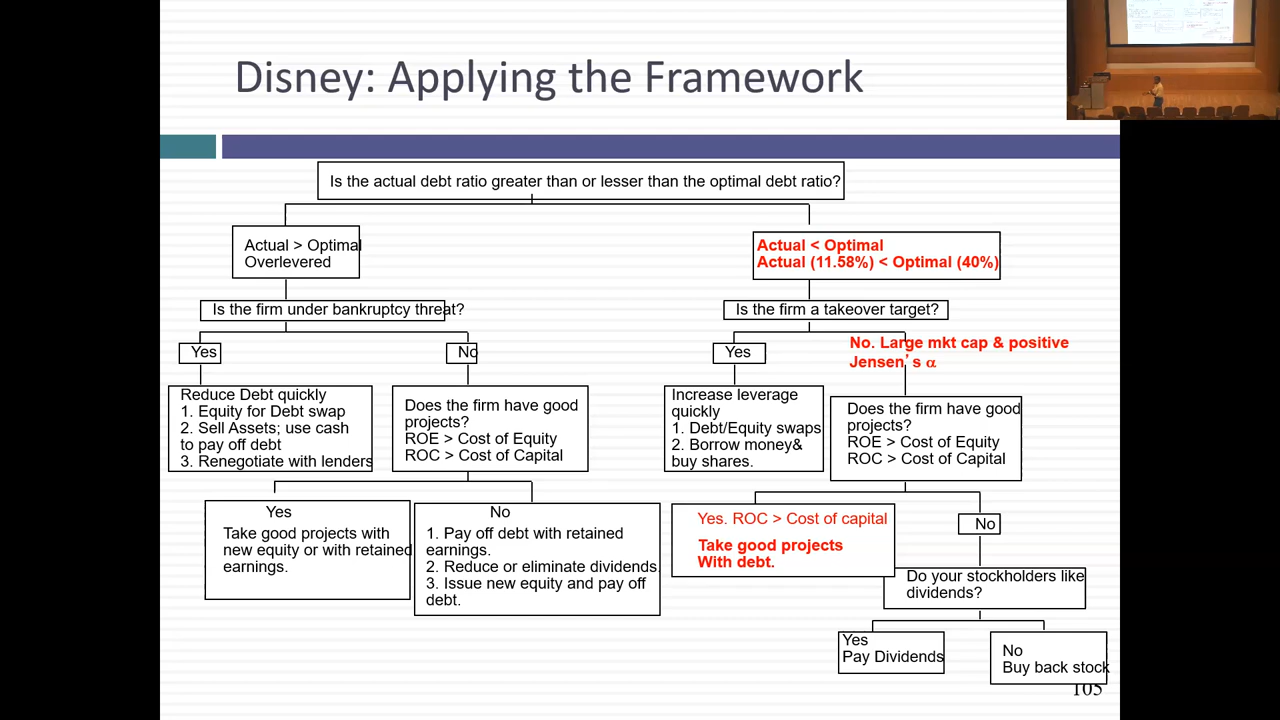 Disney: Applying the Framework
Is the actual debt ratio greater than or lesser than the optimal debt ratio?
Actual > Optimal
Overlevered
Actual < Optimal
Actual (11.58%) < Optimal (40%)
Is the firm under bankruptcy threat?
Is the firm a takeover target?
Yes
No
Yes
No. Large mkt cap & positive
Jensen’s α
Reduce Debt quickly
1. Equity for Debt swap
2. Sell Assets; use cash
to pay off debt
3. Renegotiate with lenders
Does the firm have good
projects?
ROE > Cost of Equity
ROC > Cost of Capital
Increase leverage
quickly
1. Debt/Equity swaps
2. Borrow money&
buy shares.
Does the firm have good
projects?
ROE > Cost of Equity
ROC > Cost of Capital
Yes
Take good projects with
new equity or with retained
earnings.
No
1. Pay off debt with retained
earnings.
2. Reduce or eliminate dividends.
3. Issue new equity and pay off
debt.
Yes. ROC > Cost of capital
Take good projects
With debt.
No
Do your stockholders like
dividends?
Yes
Pay Dividends
No
Buy back stock
105